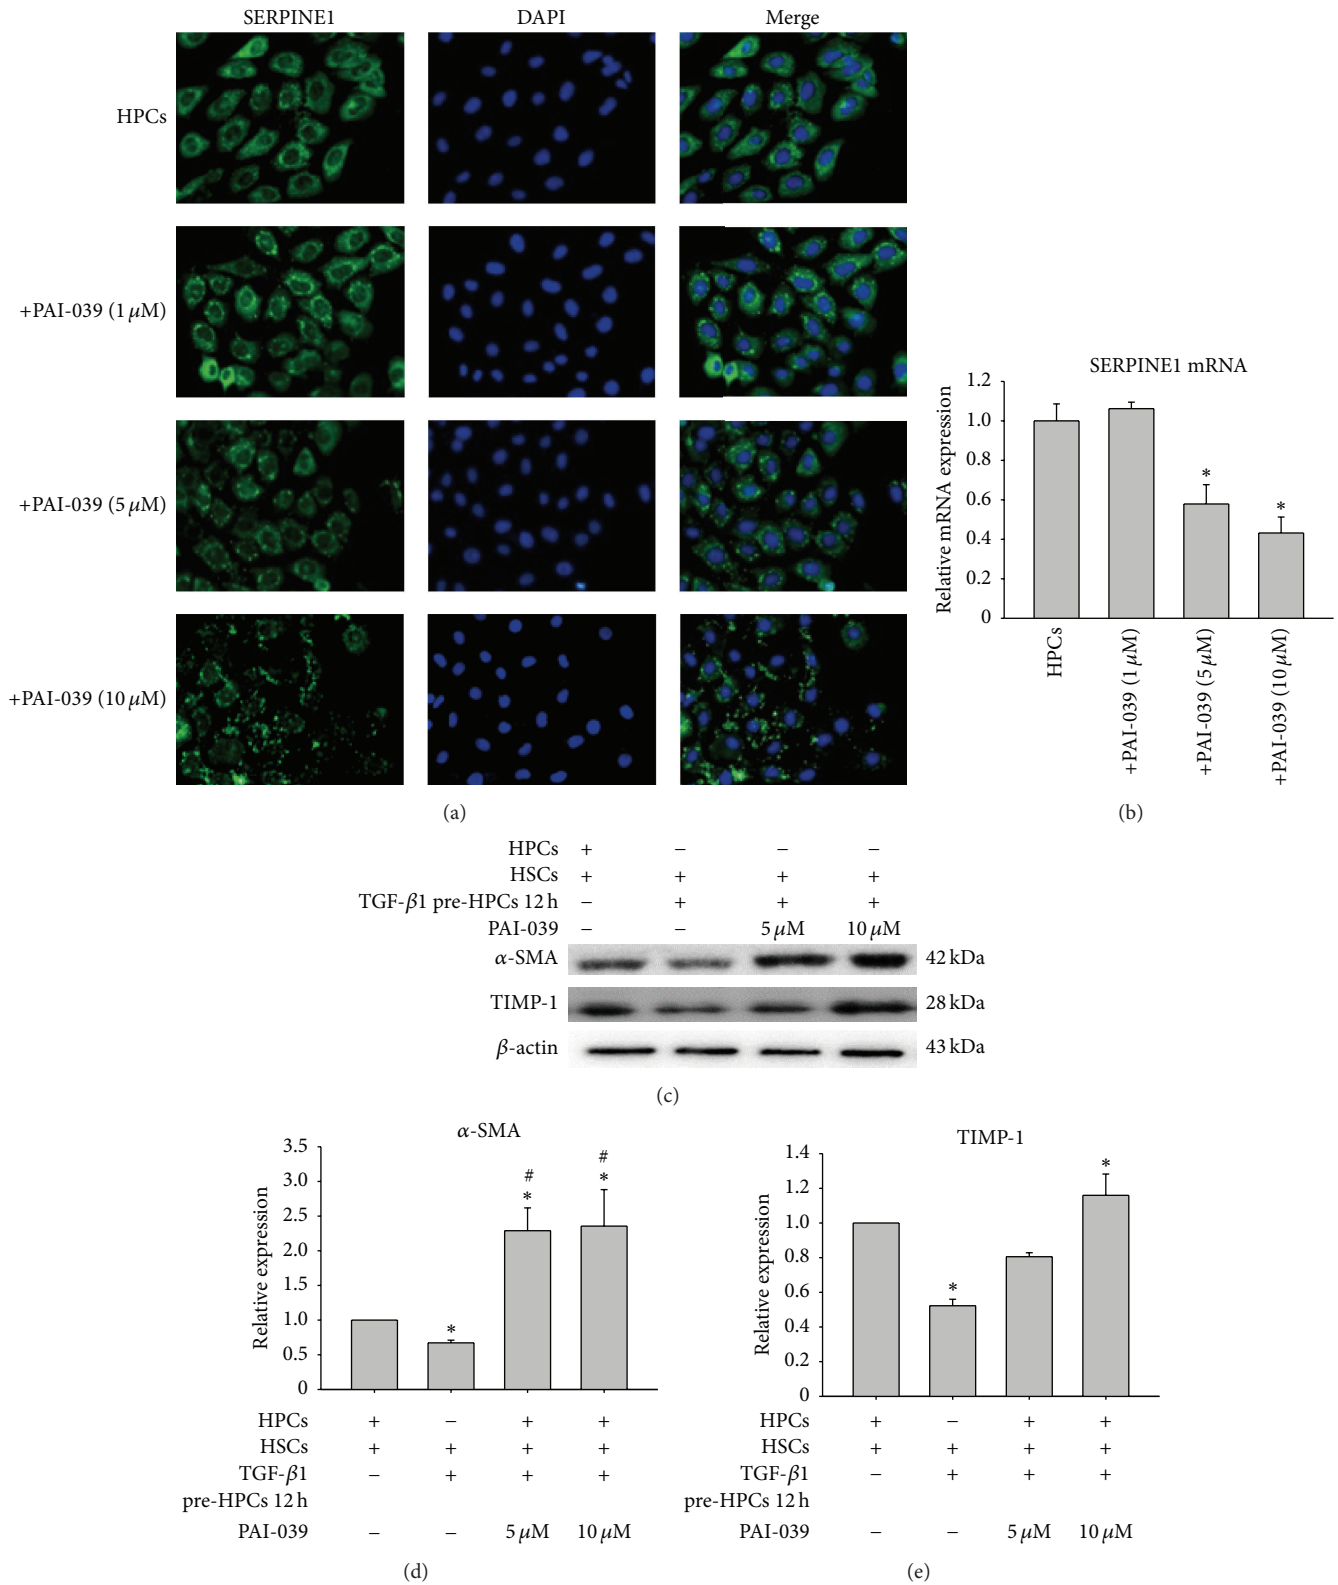 SERPINE1 DAPI Merge
HPCs
+PAI-039 (1 μM)
+PAI-039 (5 μM)
+PAI-039 (10 μM)
(a)
SERPINE1 mRNA
Relative mRNA expression
1.2
1.0
0.8
0.6
0.4
0.2
0
*
*
HPCs
+PAI-039 (1 μM)
+PAI-039 (5 μM)
+PAI-039 (10 μM)
(b)
HPCs + − − −
HSCs + + + +
TGF-β1 pre-HPCs 12 h − + + +
PAI-039 − − 5 μM 10 μM
α-SMA 42 kDa
TIMP-1 28 kDa
β-actin 43 kDa
(c)
α-SMA
Relative expression
3.5
3.0
2.5
2.0
1.5
1.0
0.5
0
*
#
*
#
*
HPCs + − + +
HSCs + + + +
TGF-β1 − + + +
pre-HPCs 12 h
PAI-039 − − 5 μM 10 μM
(d)
TIMP-1
Relative expression
1.4
1.2
1.0
0.8
0.6
0.4
0.2
0
*
*
HPCs + − + +
HSCs + + + +
TGF-β1 − + + +
pre-HPCs 12 h
PAI-039 − − 5 μM 10 μM
(e)